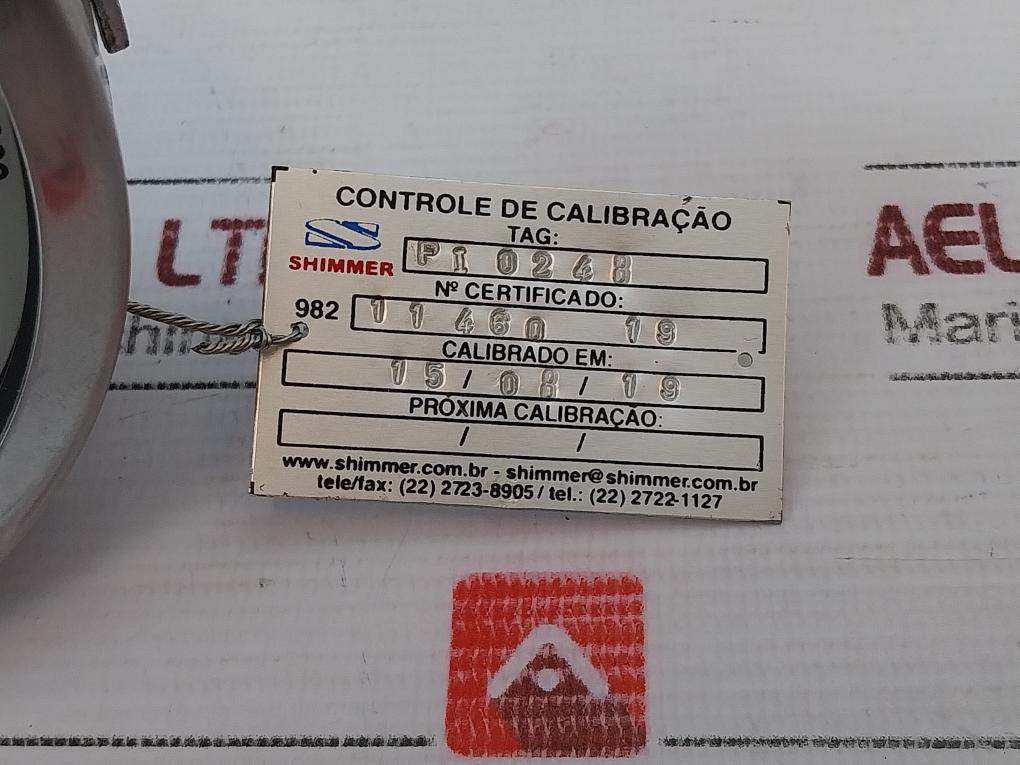 CONTROLE DE CALIBRAÇÃO
TAG:
SHIMMER
PI 0248
Nº CERTIFICADO:
982
11460 19
CALIBRADO EM:
15 / 08 / 19
PRÓXIMA CALIBRAÇÃO:
/ /
www.shimmer.com.br - shimmer@shimmer.com.br
tele/fax: (22) 2723-8905 / tel.: (22) 2722-1127
AEL
Mari